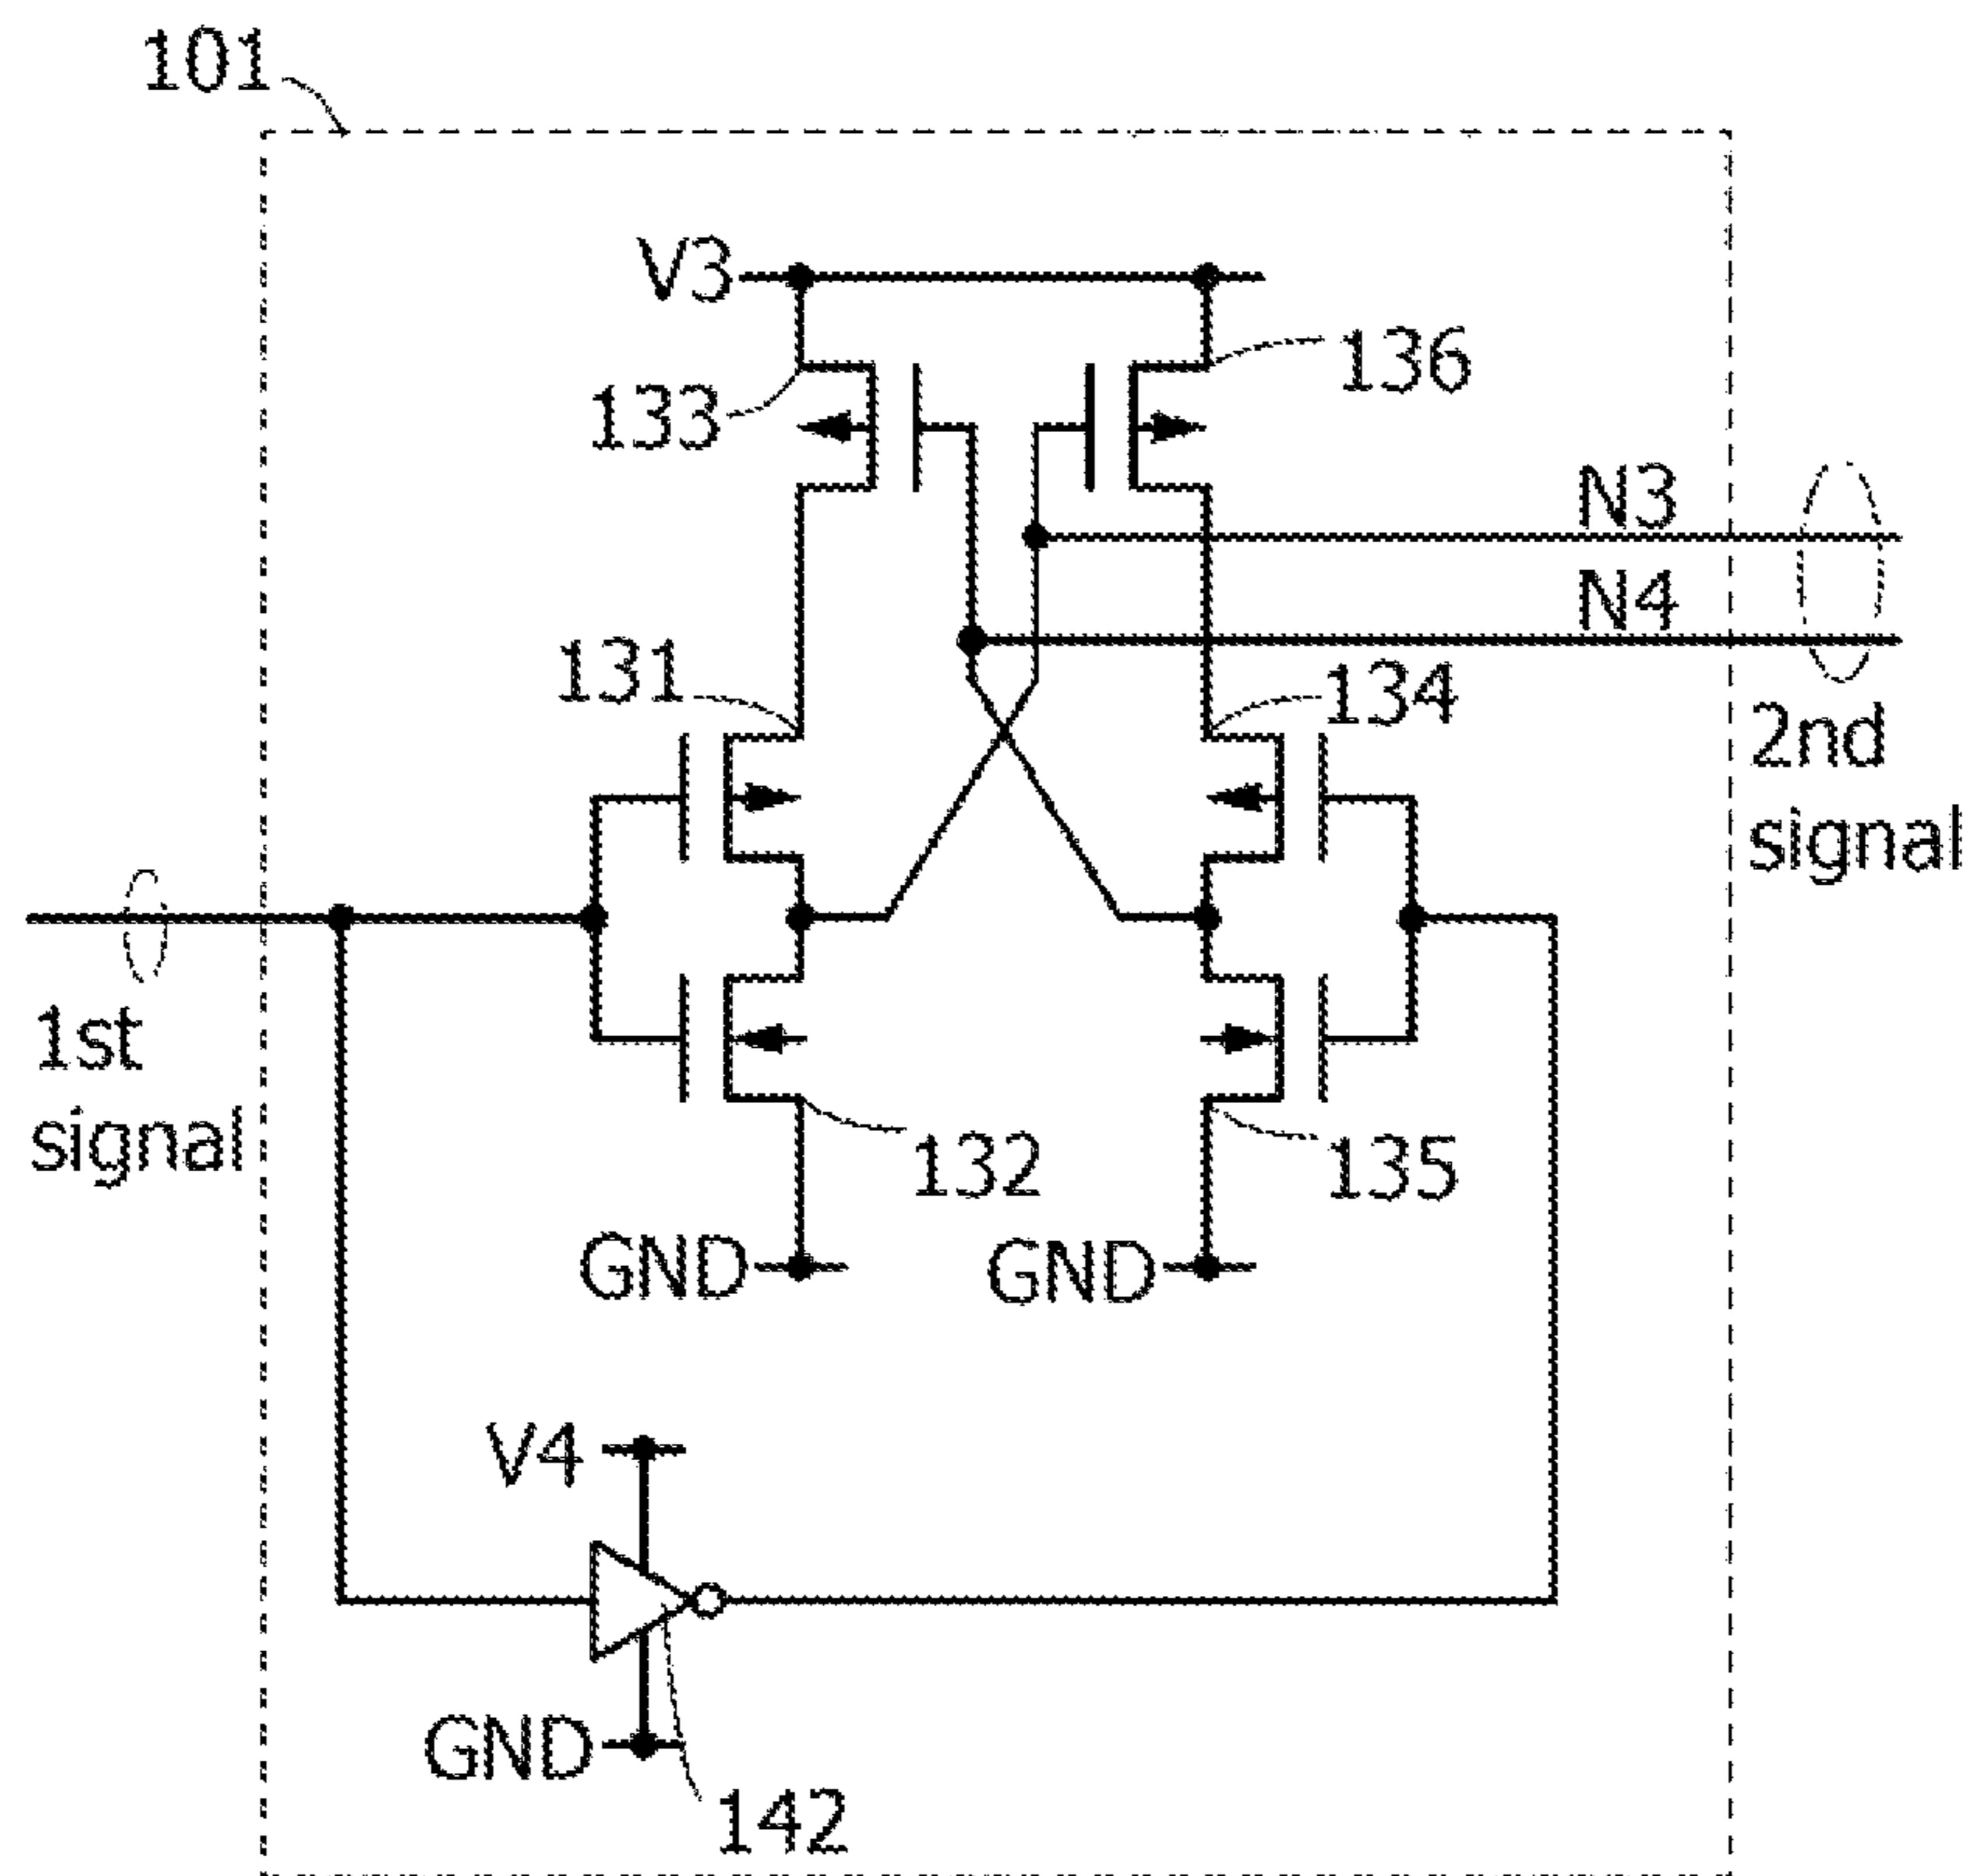 101
V3
136
133
N3
N4
131
134
2nd
signal
1st
signal
132
135
GND
GND
V4
GND
142